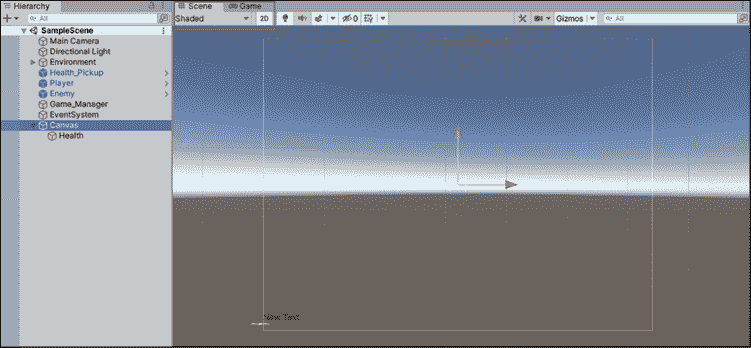 Hierarchy
All
SampleScene
Main Camera
Directional Light
Environment
Health_Pickup
Player
Enemy
Game_Manager
EventSystem
Canvas
Health
Scene
Game
Shaded
2D
0
Gizmos
All
New Text